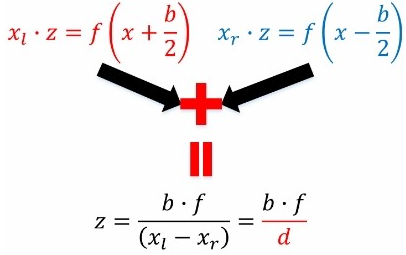 x_l · z = f(x + b/2) x_r · z = f(x − b/2)
+
=
z = b · f/(x_l − x_r) = b · f/d